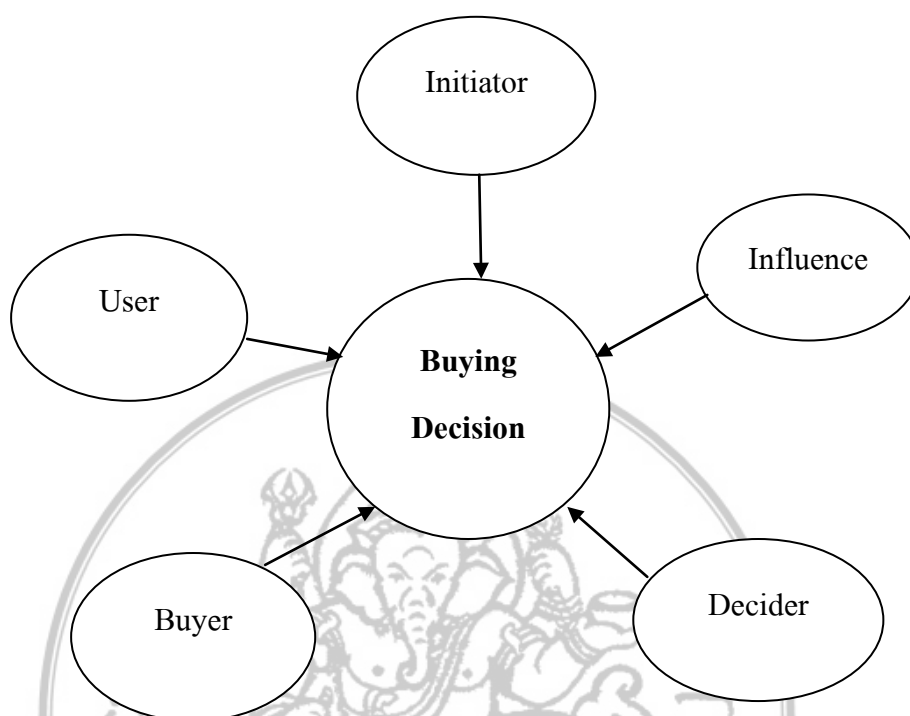 Initiator
Influence
User
Buying
Decision
Decider
Buyer